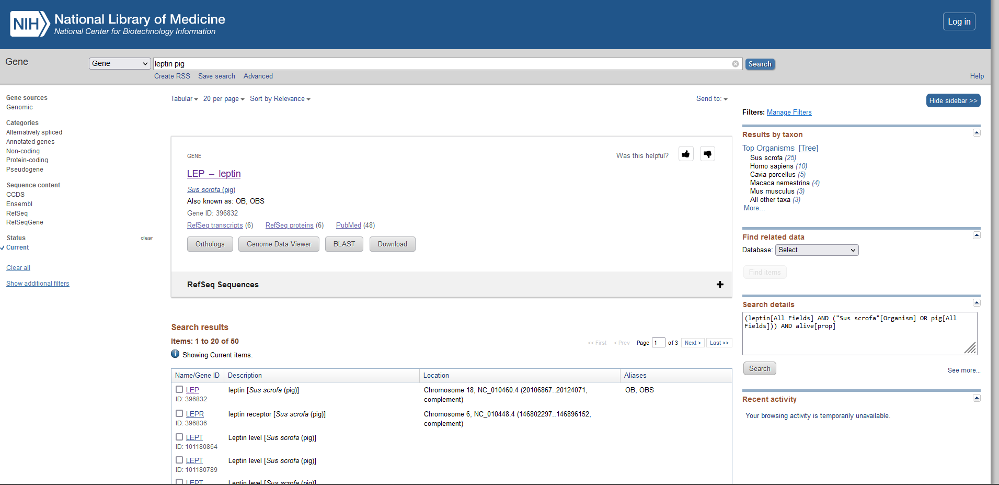 NIH National Library of Medicine
National Center for Biotechnology Information
Log in
Gene
Gene
leptin pig
Search
Create RSS Save search Advanced
Help
Gene sources
Genomic
Categories
Alternatively spliced
Annotated genes
Non-coding
Protein-coding
Pseudogene
Sequence content
CCDS
Ensembl
RefSeq
RefSeqGene
Status clear
Current
Clear all
Show additional filters
Tabular 20 per page Sort by Relevance
Send to:
GENE
Was this helpful?
LEP – leptin
Sus scrofa (pig)
Also known as: OB, OBS
Gene ID: 396832
RefSeq transcripts (6) RefSeq proteins (6) PubMed (48)
Orthologs Genome Data Viewer BLAST Download
RefSeq Sequences
Search results
Items: 1 to 20 of 50
<< First < Prev Page 1 of 3 Next > Last >>
Showing Current items.
Name/Gene ID Description Location Aliases
LEP leptin [Sus scrofa (pig)] Chromosome 18, NC_010460.4 (20106867..20124071, OB, OBS
ID: 396832 complement)
LEPR leptin receptor [Sus scrofa (pig)] Chromosome 6, NC_010448.4 (146802297..146896152,
ID: 396836 complement)
LEPT Leptin level [Sus scrofa (pig)]
ID: 101180864
LEPT Leptin level [Sus scrofa (pig)]
ID: 101180789
LEPT Leptin level [Sus scrofa (pig)]
Hide sidebar >>
Filters: Manage Filters
Results by taxon
Top Organisms [Tree]
Sus scrofa (25)
Homo sapiens (10)
Cavia porcellus (5)
Macaca nemestrina (4)
Mus musculus (3)
All other taxa (3)
More...
Find related data
Database: Select
Find items
Search details
(leptin[All Fields] AND ("Sus scrofa"[Organism] OR pig[All
Fields])) AND alive[prop]
Search
See more...
Recent activity
Your browsing activity is temporarily unavailable.